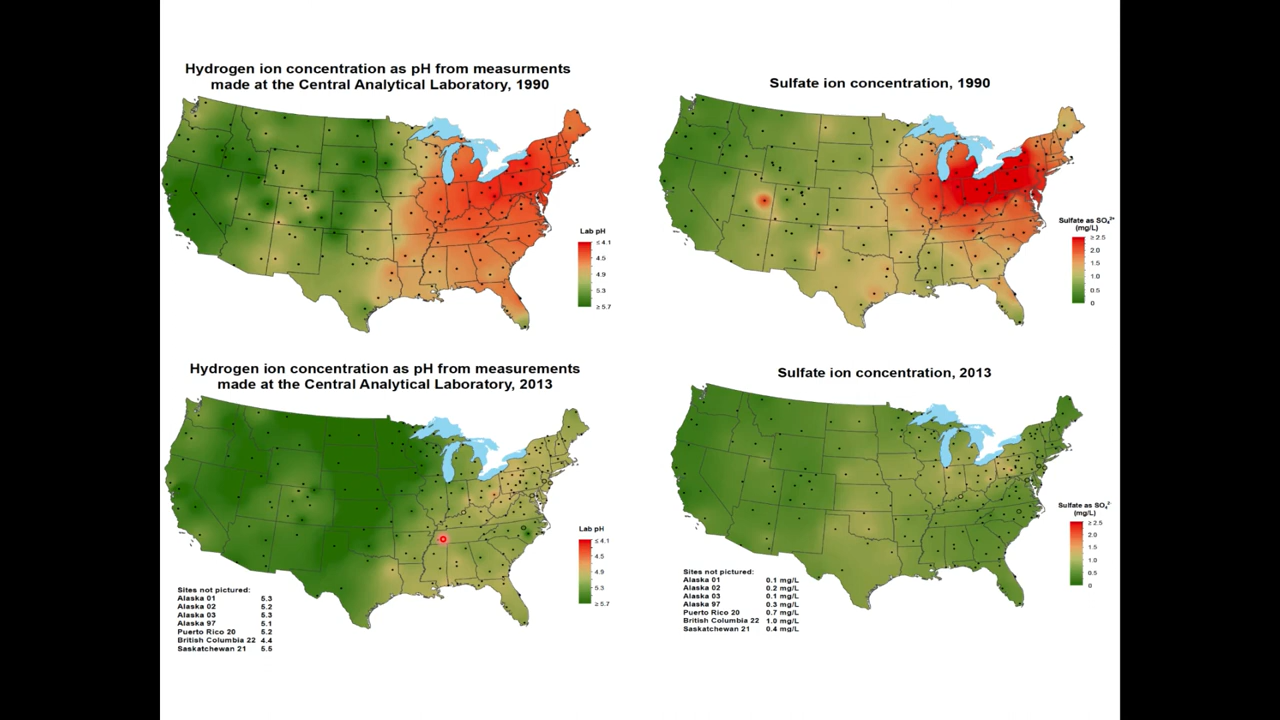 Hydrogen ion concentration as pH from measurments
made at the Central Analytical Laboratory, 1990
Lab pH
≤ 4.1
4.5
4.9
5.3
≥ 5.7
Sulfate ion concentration, 1990
Sulfate as SO₄²⁻
(mg/L)
≥ 2.5
2.0
1.5
1.0
0.5
0
Hydrogen ion concentration as pH from measurements
made at the Central Analytical Laboratory, 2013
Lab pH
≤ 4.1
4.5
4.9
5.3
≥ 5.7
Sites not pictured:
Alaska 01 5.3
Alaska 02 5.2
Alaska 03 5.3
Alaska 97 5.1
Puerto Rico 20 5.2
British Columbia 22 4.4
Saskatchewan 21 5.5
Sulfate ion concentration, 2013
Sulfate as SO₄²⁻
(mg/L)
≥ 2.5
2.0
1.5
1.0
0.5
0
Sites not pictured:
Alaska 01 0.1 mg/L
Alaska 02 0.2 mg/L
Alaska 03 0.1 mg/L
Alaska 97 0.3 mg/L
Puerto Rico 20 0.7 mg/L
British Columbia 22 1.0 mg/L
Saskatchewan 21 0.4 mg/L